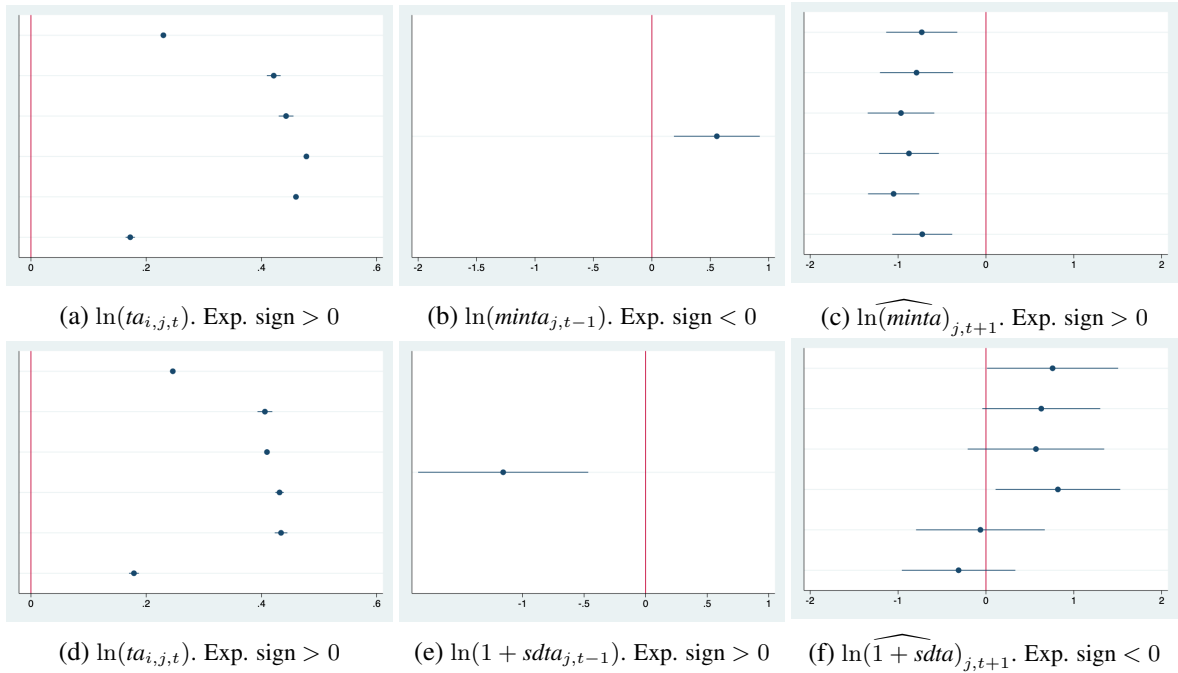 0 .2 .4 .6
-2 -1.5 -1 -.5 0 .5 1
-2 -1 0 1 2
(a) ln(ta_{i,j,t}). Exp. sign > 0
(b) ln(minta_{j,t−1}). Exp. sign < 0
(c) \widehat{ln(minta)}_{j,t+1}. Exp. sign > 0
0 .2 .4 .6
-1 -.5 0 .5 1
-2 -1 0 1 2
(d) ln(ta_{i,j,t}). Exp. sign > 0
(e) ln(1 + sdta_{j,t−1}). Exp. sign > 0
(f) \widehat{ln(1 + sdta)}_{j,t+1}. Exp. sign < 0